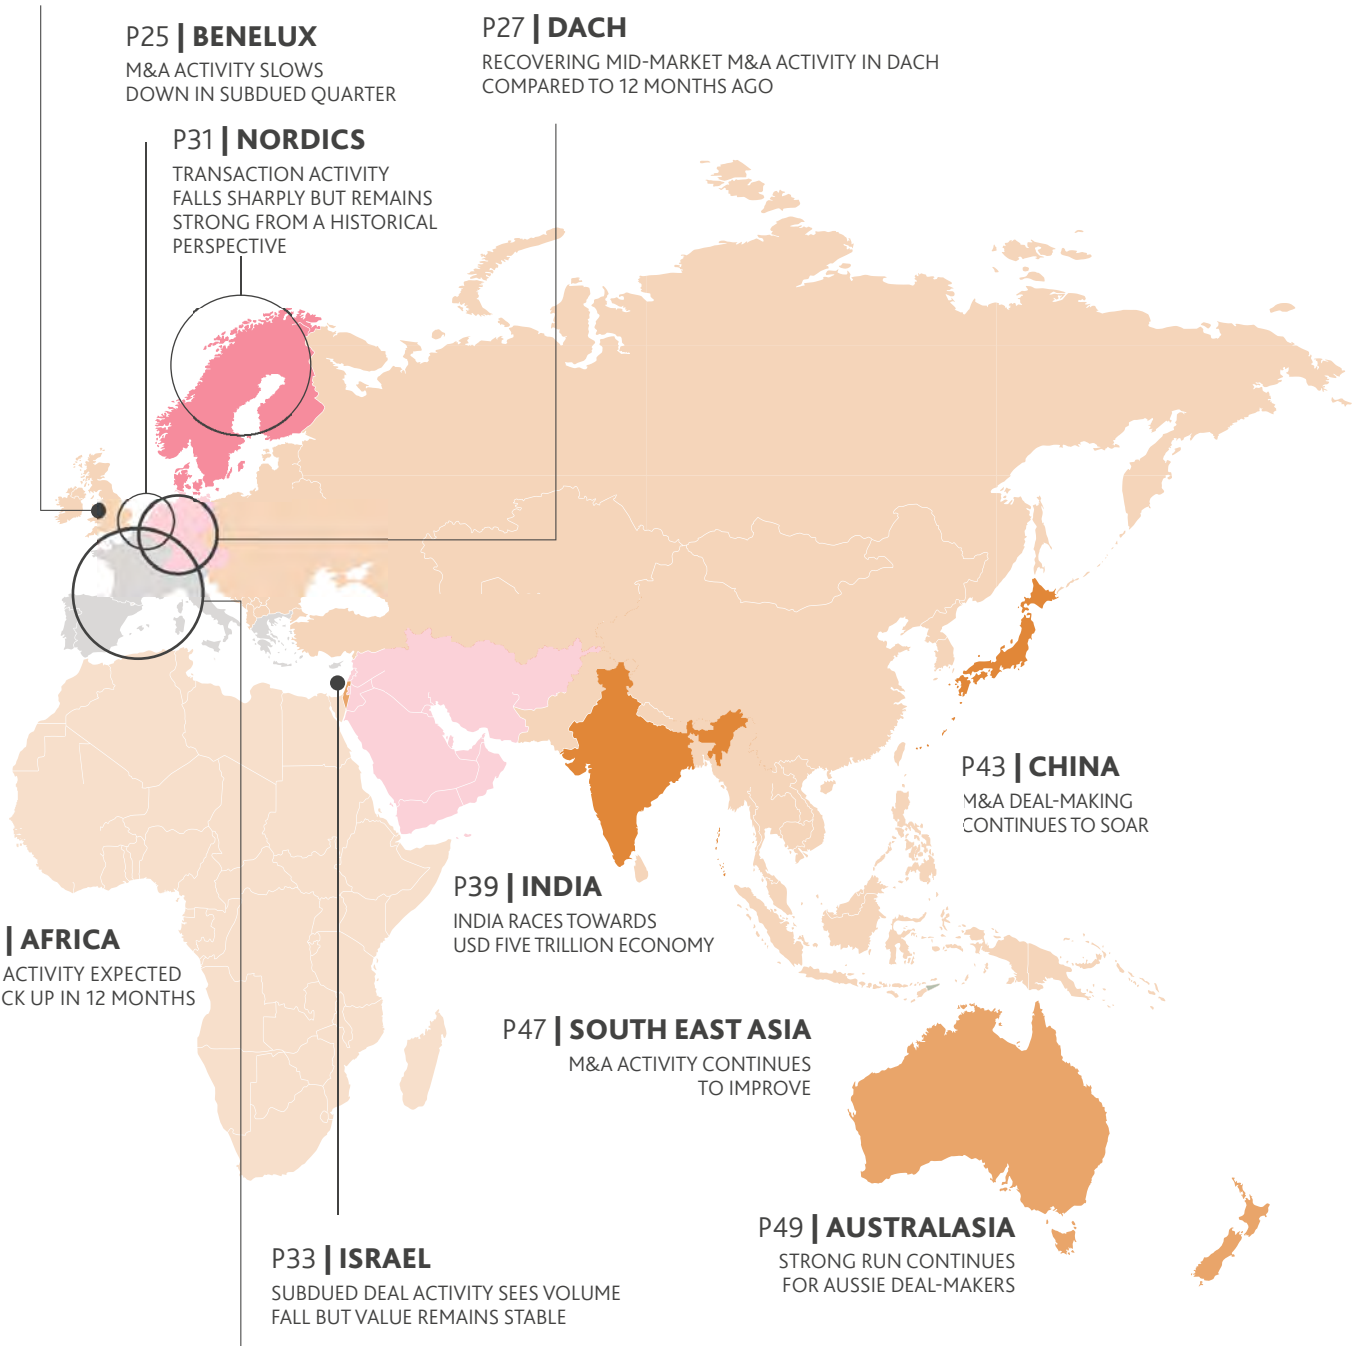 P25 | BENELUX
M&A ACTIVITY SLOWS
DOWN IN SUBDUED QUARTER
P27 | DACH
RECOVERING MID-MARKET M&A ACTIVITY IN DACH
COMPARED TO 12 MONTHS AGO
P31 | NORDICS
TRANSACTION ACTIVITY
FALLS SHARPLY BUT REMAINS
STRONG FROM A HISTORICAL
PERSPECTIVE
P43 | CHINA
M&A DEAL-MAKING
CONTINUES TO SOAR
P39 | INDIA
INDIA RACES TOWARDS
USD FIVE TRILLION ECONOMY
| AFRICA
ACTIVITY EXPECTED
CK UP IN 12 MONTHS
P47 | SOUTH EAST ASIA
M&A ACTIVITY CONTINUES
TO IMPROVE
P49 | AUSTRALASIA
STRONG RUN CONTINUES
FOR AUSSIE DEAL-MAKERS
P33 | ISRAEL
SUBDUED DEAL ACTIVITY SEES VOLUME
FALL BUT VALUE REMAINS STABLE